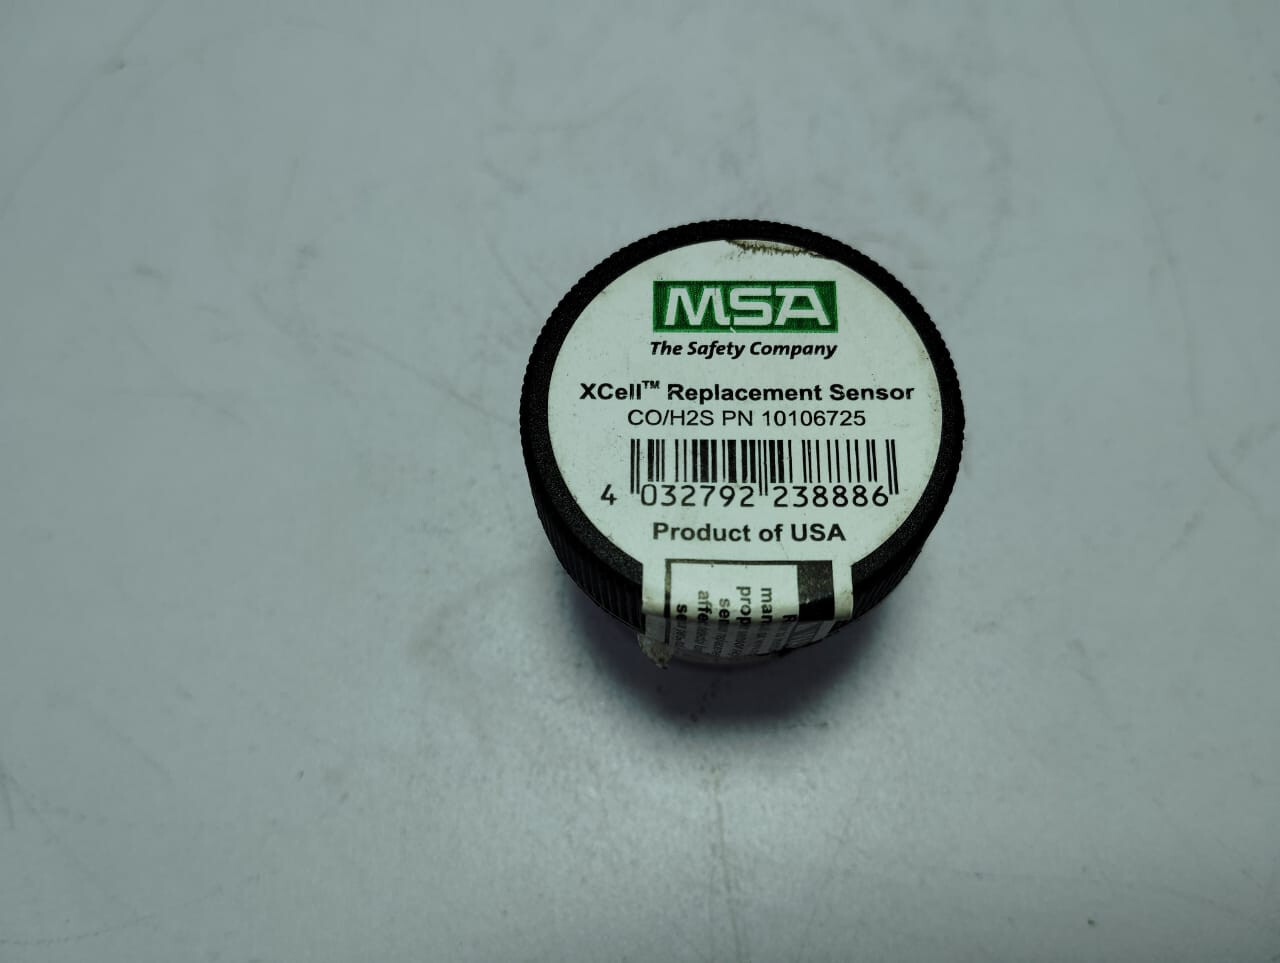 MSA
The Safety Company
XCell™ Replacement Sensor
CO/H2S PN 10106725
4 032792 238886
Product of USA